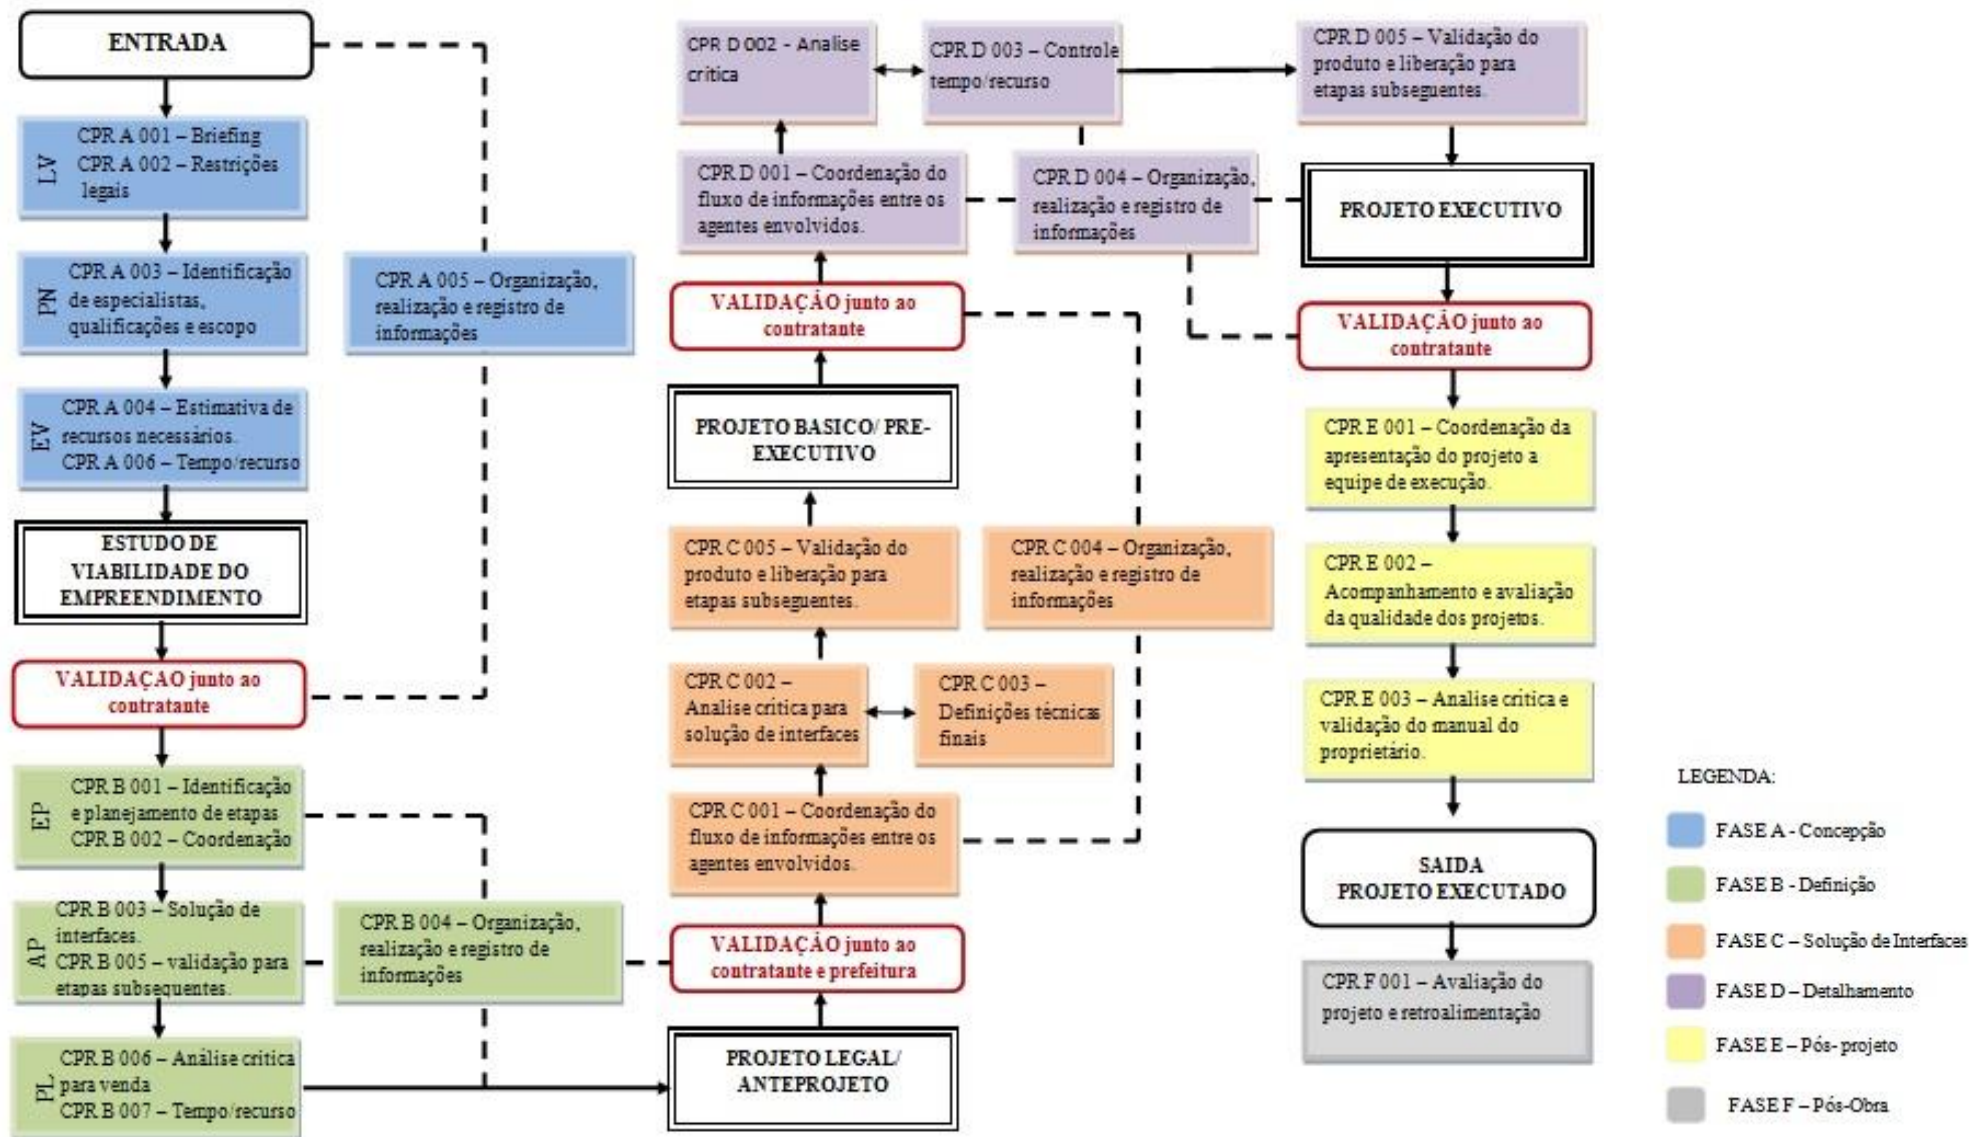 ENTRADA
LV
CPR A 001 – Briefing
CPR A 002 – Restrições
legais
PN
CPR A 003 – Identificação
de especialistas,
qualificações e escopo
EV
CPR A 004 – Estimativa de
recursos necessários.
CPR A 006 – Tempo/recurso
CPR A 005 – Organização,
realização e registro de
informações
ESTUDO DE
VIABILIDADE DO
EMPREENDIMENTO
VALIDAÇÃO junto ao
contratante
EP
CPR B 001 – Identificação
e planejamento de etapas
CPR B 002 – Coordenação
AP
CPR B 003 – Solução de
interfaces.
CPR B 005 – validação para
etapas subsequentes.
PL
CPR B 006 – Análise critica
para venda
CPR B 007 – Tempo/recurso
CPR B 004 – Organização,
realização e registro de
informações
PROJETO LEGAL/
ANTEPROJETO
VALIDAÇÃO junto ao
contratante e prefeitura
CPR C 001 – Coordenação do
fluxo de informações entre os
agentes envolvidos.
CPR C 002 –
Analise critica para
solução de interfaces
CPR C 003 –
Definições técnicas
finais
CPR C 005 – Validação do
produto e liberação para
etapas subseguentes.
CPR C 004 – Organização,
realização e registro de
informações
PROJETO BASICO/ PRE-
EXECUTIVO
VALIDAÇÃO junto ao
contratante
CPR D 001 – Coordenação do
fluxo de informações entre os
agentes envolvidos.
CPR D 002 - Analise
critica
CPR D 003 – Controle
tempo/recurso
CPR D 004 – Organização,
realização e registro de
informações
CPR D 005 – Validação do
produto e liberação para
etapas subseguentes.
PROJETO EXECUTIVO
VALIDAÇÃO junto ao
contratante
CPR E 001 – Coordenação da
apresentação do projeto a
equipe de execução.
CPR E 002 –
Acompanhamento e avaliação
da qualidade dos projetos.
CPR E 003 – Analise critica e
validação do manual do
proprietário.
SAIDA
PROJETO EXECUTADO
CPR F 001 – Avaliação do
projeto e retroalimentação
LEGENDA:
FASE A - Concepção
FASE B - Definição
FASE C – Solução de Interfaces
FASE D – Detalhamento
FASE E – Pós- projeto
FASE F – Pós-Obra